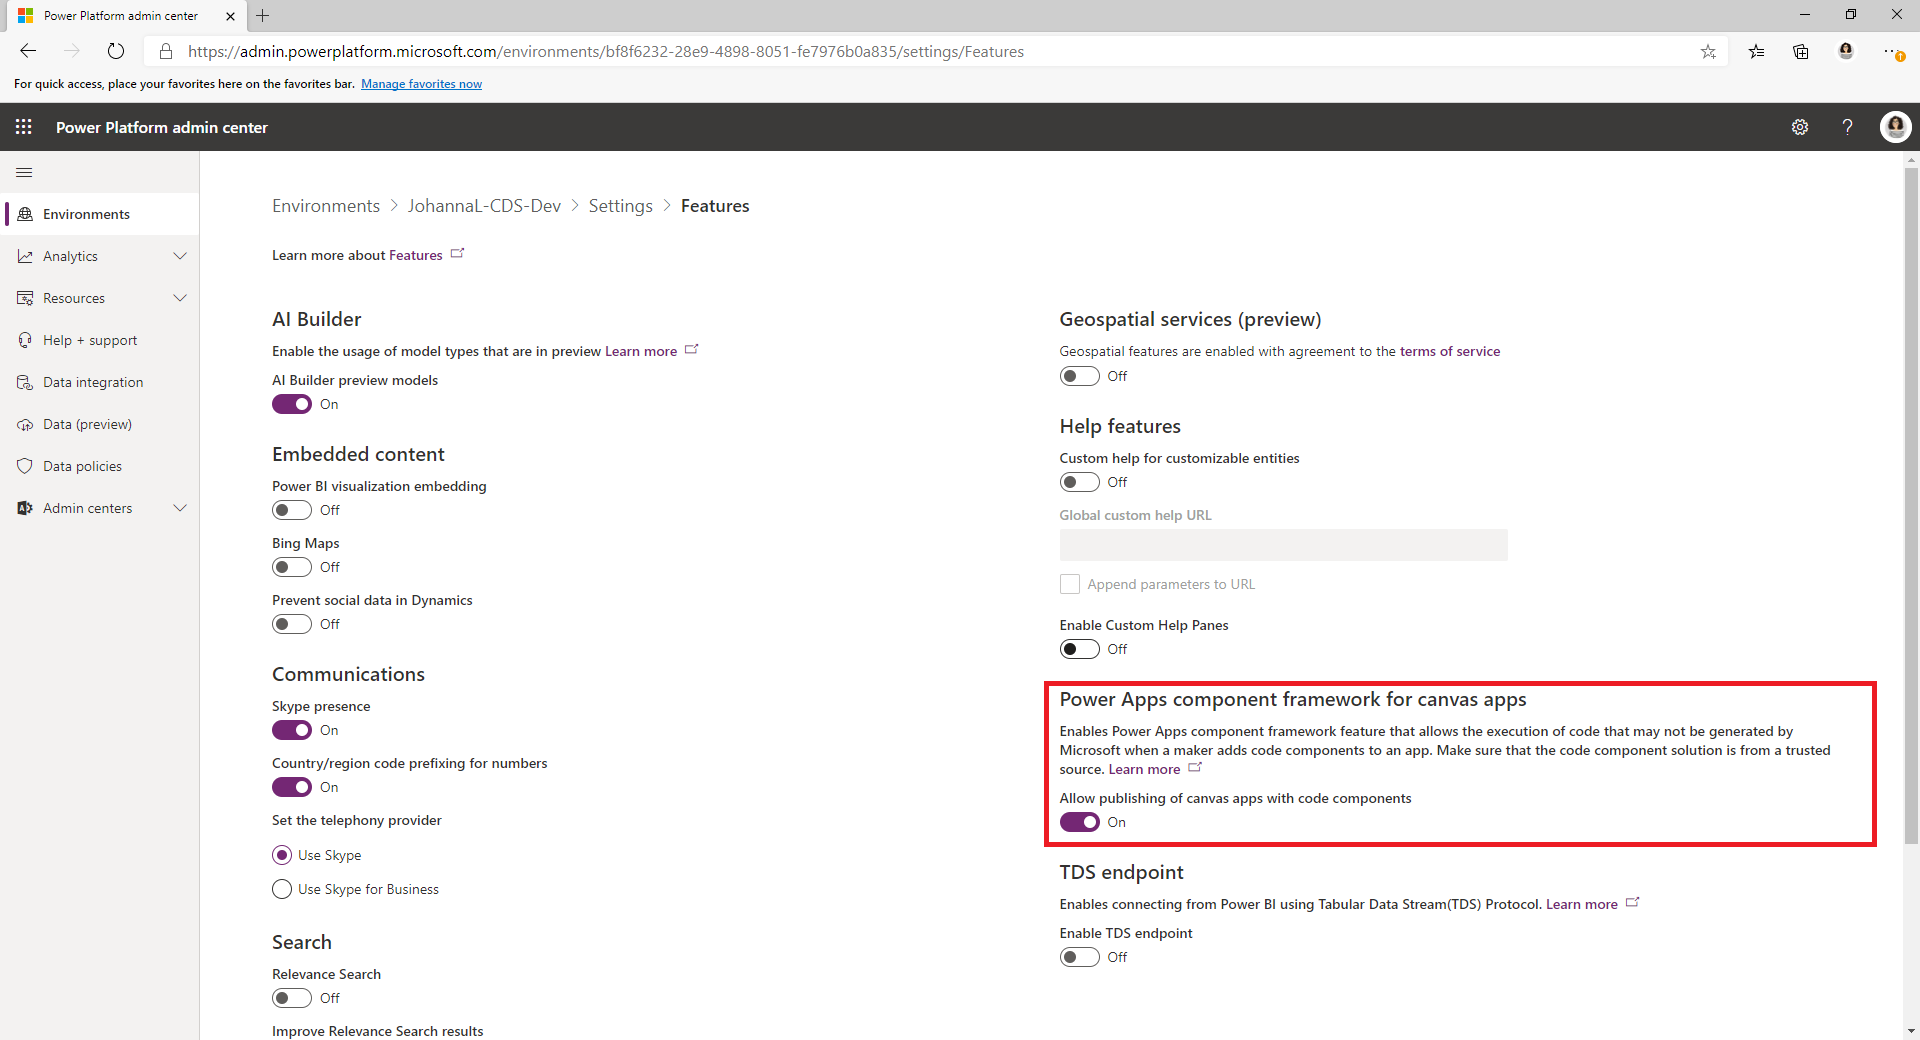 Power Platform admin center
https://admin.powerplatform.microsoft.com/environments/bf8f6232-28e9-4898-8051-fe7976b0a835/settings/Features
For quick access, place your favorites here on the favorites bar. Manage favorites now
Power Platform admin center
Environments
Analytics
Resources
Help + support
Data integration
Data (preview)
Data policies
Admin centers
Environments > JohannaL-CDS-Dev > Settings > Features
Learn more about Features
AI Builder
Enable the usage of model types that are in preview Learn more
AI Builder preview models
On
Embedded content
Power BI visualization embedding
Off
Bing Maps
Off
Prevent social data in Dynamics
Off
Communications
Skype presence
On
Country/region code prefixing for numbers
On
Set the telephony provider
Use Skype
Use Skype for Business
Search
Relevance Search
Off
Improve Relevance Search results
Geospatial services (preview)
Geospatial features are enabled with agreement to the terms of service
Off
Help features
Custom help for customizable entities
Off
Global custom help URL
Append parameters to URL
Enable Custom Help Panes
Off
Power Apps component framework for canvas apps
Enables Power Apps component framework feature that allows the execution of code that may not be generated by
Microsoft when a maker adds code components to an app. Make sure that the code component solution is from a trusted
source. Learn more
Allow publishing of canvas apps with code components
On
TDS endpoint
Enables connecting from Power BI using Tabular Data Stream(TDS) Protocol. Learn more
Enable TDS endpoint
Off